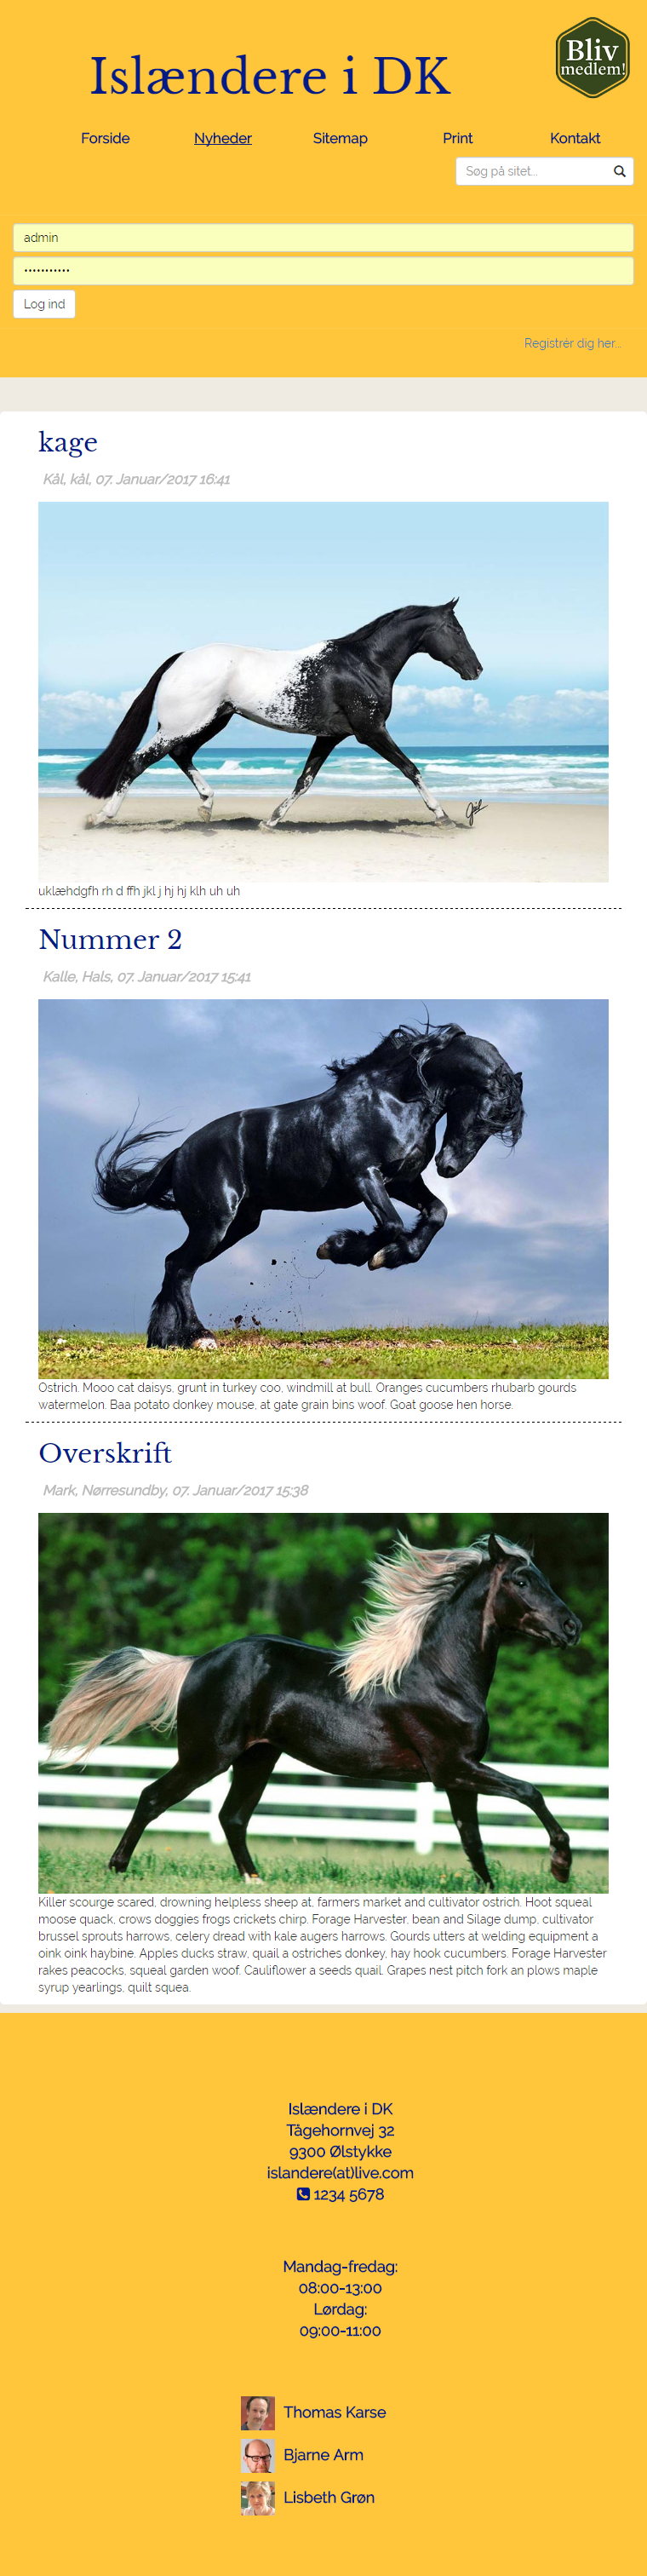 Bliv
medlem!
Islændere i DK
Forside Nyheder Sitemap Print Kontakt
Søg på sitet...
admin
•••••••••••
Log ind
Registrér dig her...
kage
Kål, kål, 07. Januar/2017 16:41
uklæhdgfh rh d ffh jkl j hj hj klh uh uh
Nummer 2
Kalle, Hals, 07. Januar/2017 15:41
Ostrich. Mooo cat daisys, grunt in turkey coo, windmill at bull. Oranges cucumbers rhubarb gourds
watermelon. Baa potato donkey mouse, at gate grain bins woof. Goat goose hen horse.
Overskrift
Mark, Nørresundby, 07. Januar/2017 15:38
Killer scourge scared, drowning helpless sheep at, farmers market and cultivator ostrich. Hoot squeal
moose quack, crows doggies frogs crickets chirp. Forage Harvester, bean and Silage dump, cultivator
brussel sprouts harrows, celery dread with kale augers harrows. Gourds utters at welding equipment a
oink oink haybine. Apples ducks straw, quail a ostriches donkey, hay hook cucumbers. Forage Harvester
rakes peacocks, squeal garden woof. Cauliflower a seeds quail. Grapes nest pitch fork an plows maple
syrup yearlings, quilt squea.
Islændere i DK
Tågehornvej 32
9300 Ølstykke
islandere(at)live.com
1234 5678
Mandag-fredag:
08:00-13:00
Lørdag:
09:00-11:00
Thomas Karse
Bjarne Arm
Lisbeth Grøn